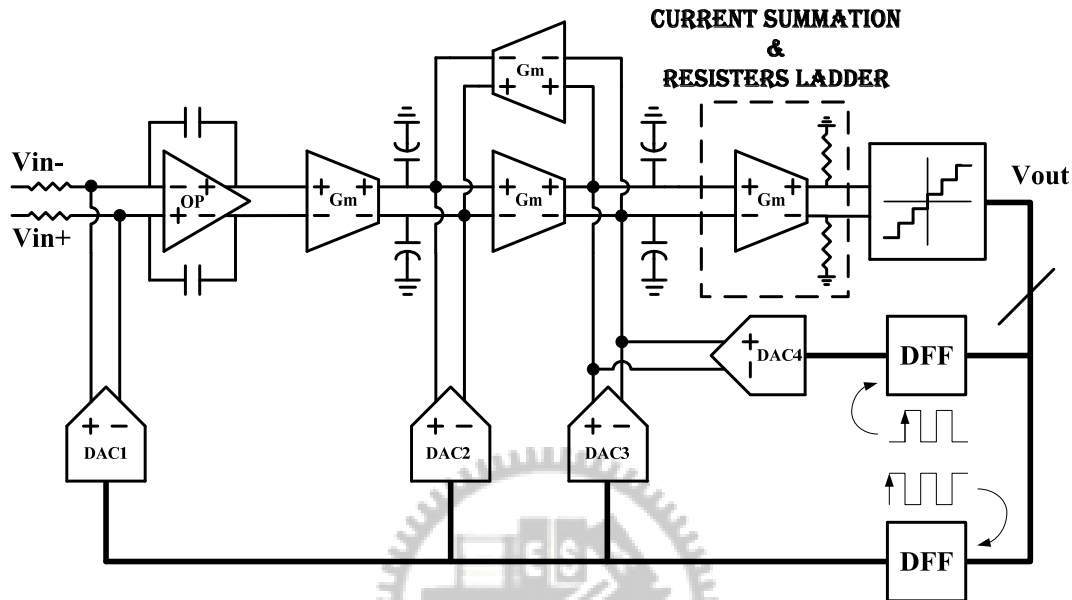 CURRENT SUMMATION
&
RESISTERS LADDER
Gm
Vin-
Vin+
OP
Gm
Gm
Gm
Vout
DAC4
DFF
DAC1
DAC2
DAC3
DFF